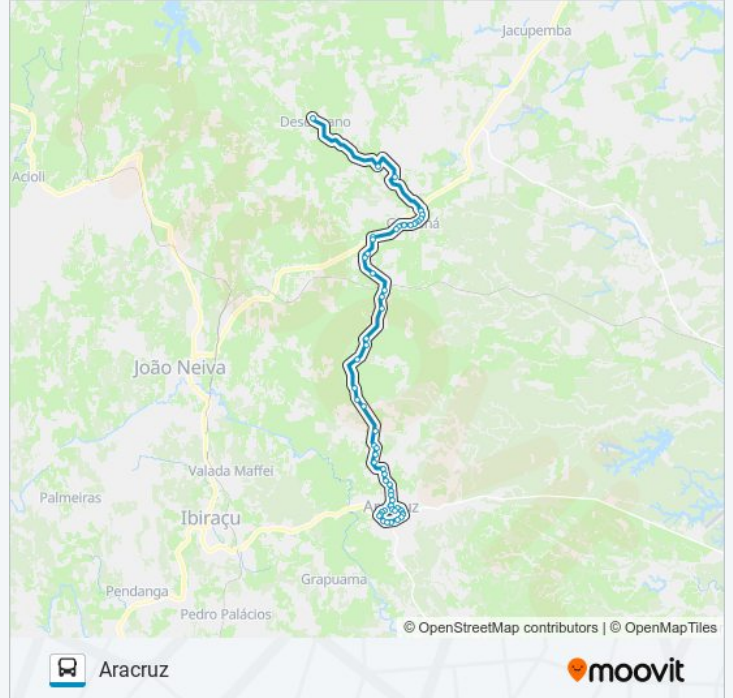 Jacupemba
Acioli
João Neiva
Valada Maffei
Palmeiras
Ibiraçu
Grapuama
Pendanga
Pedro Palácios
© OpenStreetMap contributors | © OpenMapTiles
Aracruz
moovit